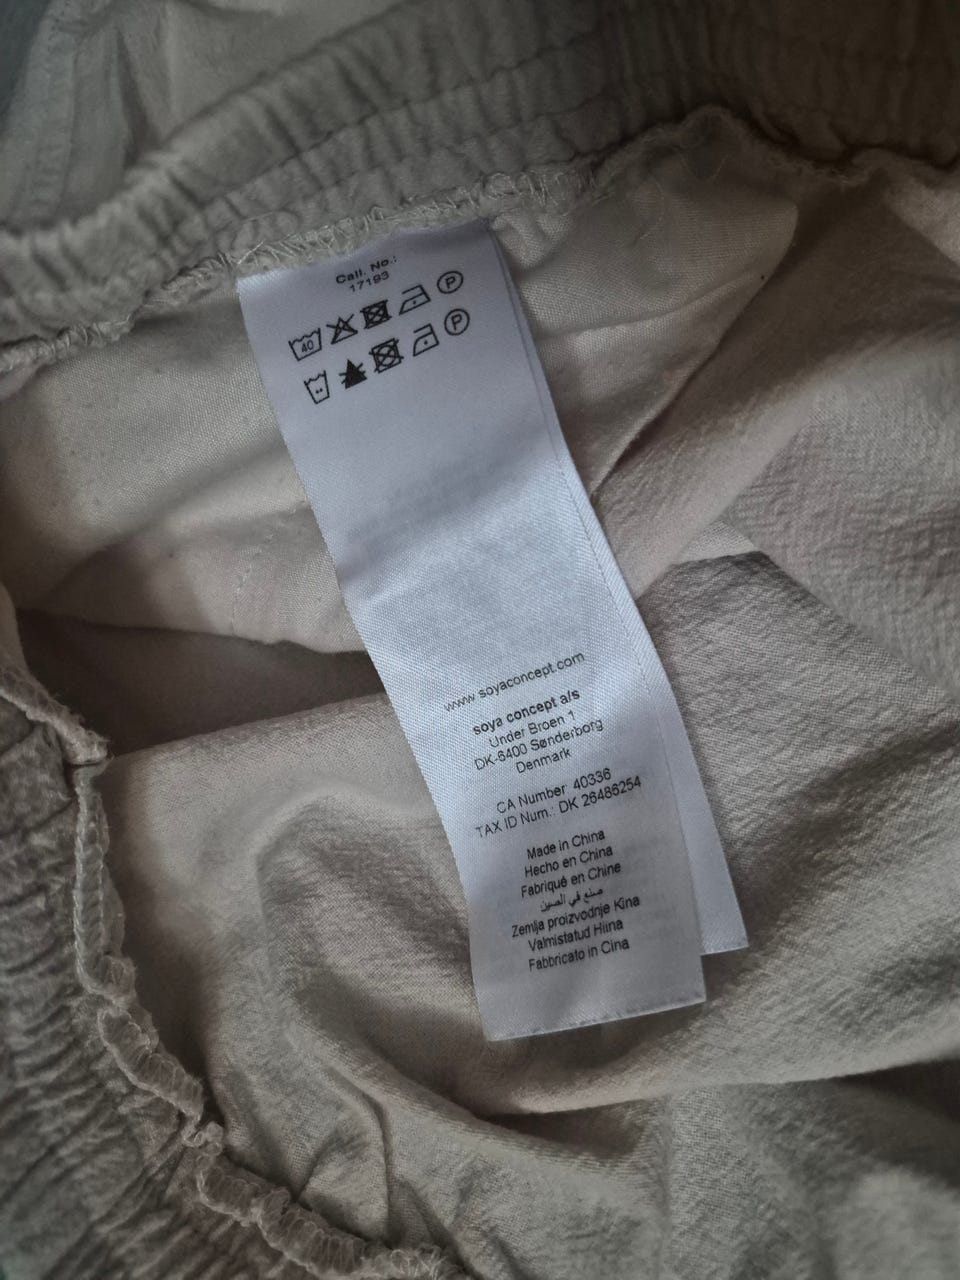 Call. No.:
17193
40 P
P
www.soyaconcept.com
soya concept a/s
Under Broen 1
DK-6400 Sønderborg
Denmark
CA Number 40336
TAX ID Num.: DK 26486254
Made in China
Hecho en China
Fabriqué en Chine
صنع في الصين
Zemlja proizvodnje Kina
Valmistatud Hiina
Fabbricato in Cina